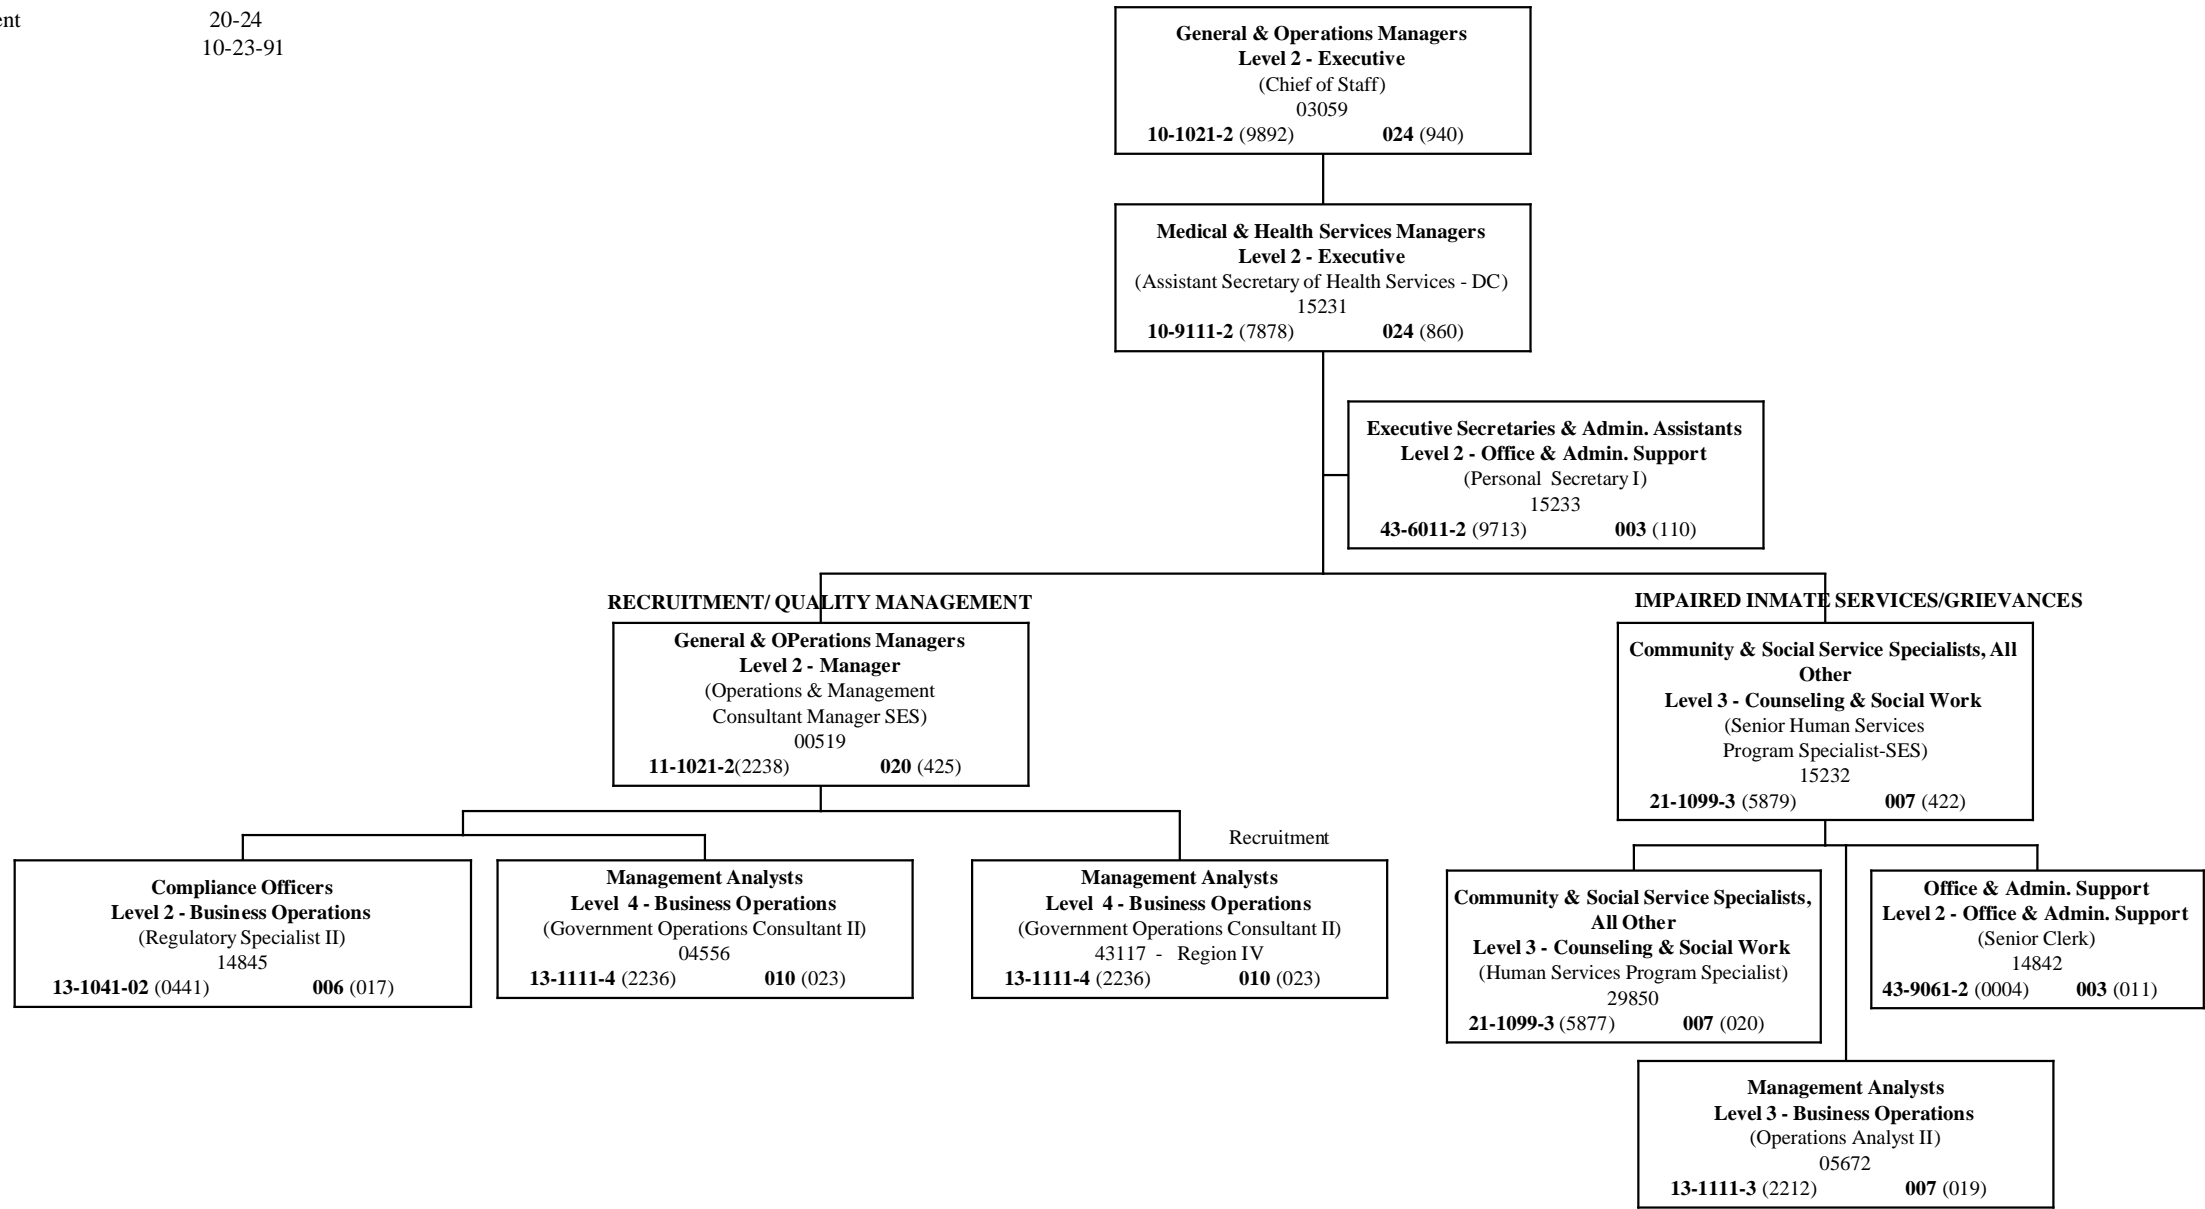 ent 20-24
10-23-91
General & Operations Managers
Level 2 - Executive
(Chief of Staff)
03059
10-1021-2 (9892) 024 (940)
Medical & Health Services Managers
Level 2 - Executive
(Assistant Secretary of Health Services - DC)
15231
10-9111-2 (7878) 024 (860)
Executive Secretaries & Admin. Assistants
Level 2 - Office & Admin. Support
(Personal Secretary I)
15233
43-6011-2 (9713) 003 (110)
RECRUITMENT/ QUALITY MANAGEMENT
General & OPerations Managers
Level 2 - Manager
(Operations & Management
Consultant Manager SES)
00519
11-1021-2(2238) 020 (425)
IMPAIRED INMATE SERVICES/GRIEVANCES
Community & Social Service Specialists, All
Other
Level 3 - Counseling & Social Work
(Senior Human Services
Program Specialist-SES)
15232
21-1099-3 (5879) 007 (422)
Compliance Officers
Level 2 - Business Operations
(Regulatory Specialist II)
14845
13-1041-02 (0441) 006 (017)
Management Analysts
Level 4 - Business Operations
(Government Operations Consultant II)
04556
13-1111-4 (2236) 010 (023)
Recruitment
Management Analysts
Level 4 - Business Operations
(Government Operations Consultant II)
43117 - Region IV
13-1111-4 (2236) 010 (023)
Community & Social Service Specialists,
All Other
Level 3 - Counseling & Social Work
(Human Services Program Specialist)
29850
21-1099-3 (5877) 007 (020)
Office & Admin. Support
Level 2 - Office & Admin. Support
(Senior Clerk)
14842
43-9061-2 (0004) 003 (011)
Management Analysts
Level 3 - Business Operations
(Operations Analyst II)
05672
13-1111-3 (2212) 007 (019)